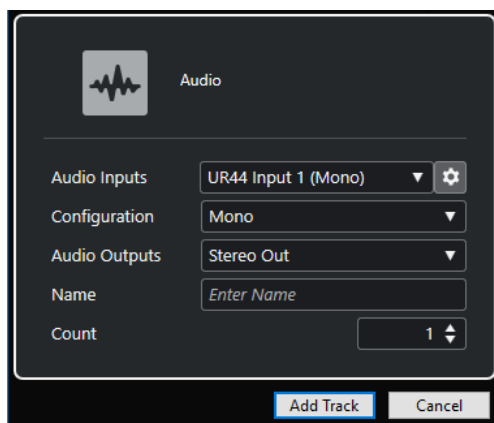 Audio
Audio Inputs UR44 Input 1 (Mono)
Configuration Mono
Audio Outputs Stereo Out
Name Enter Name
Count 1
Add Track Cancel